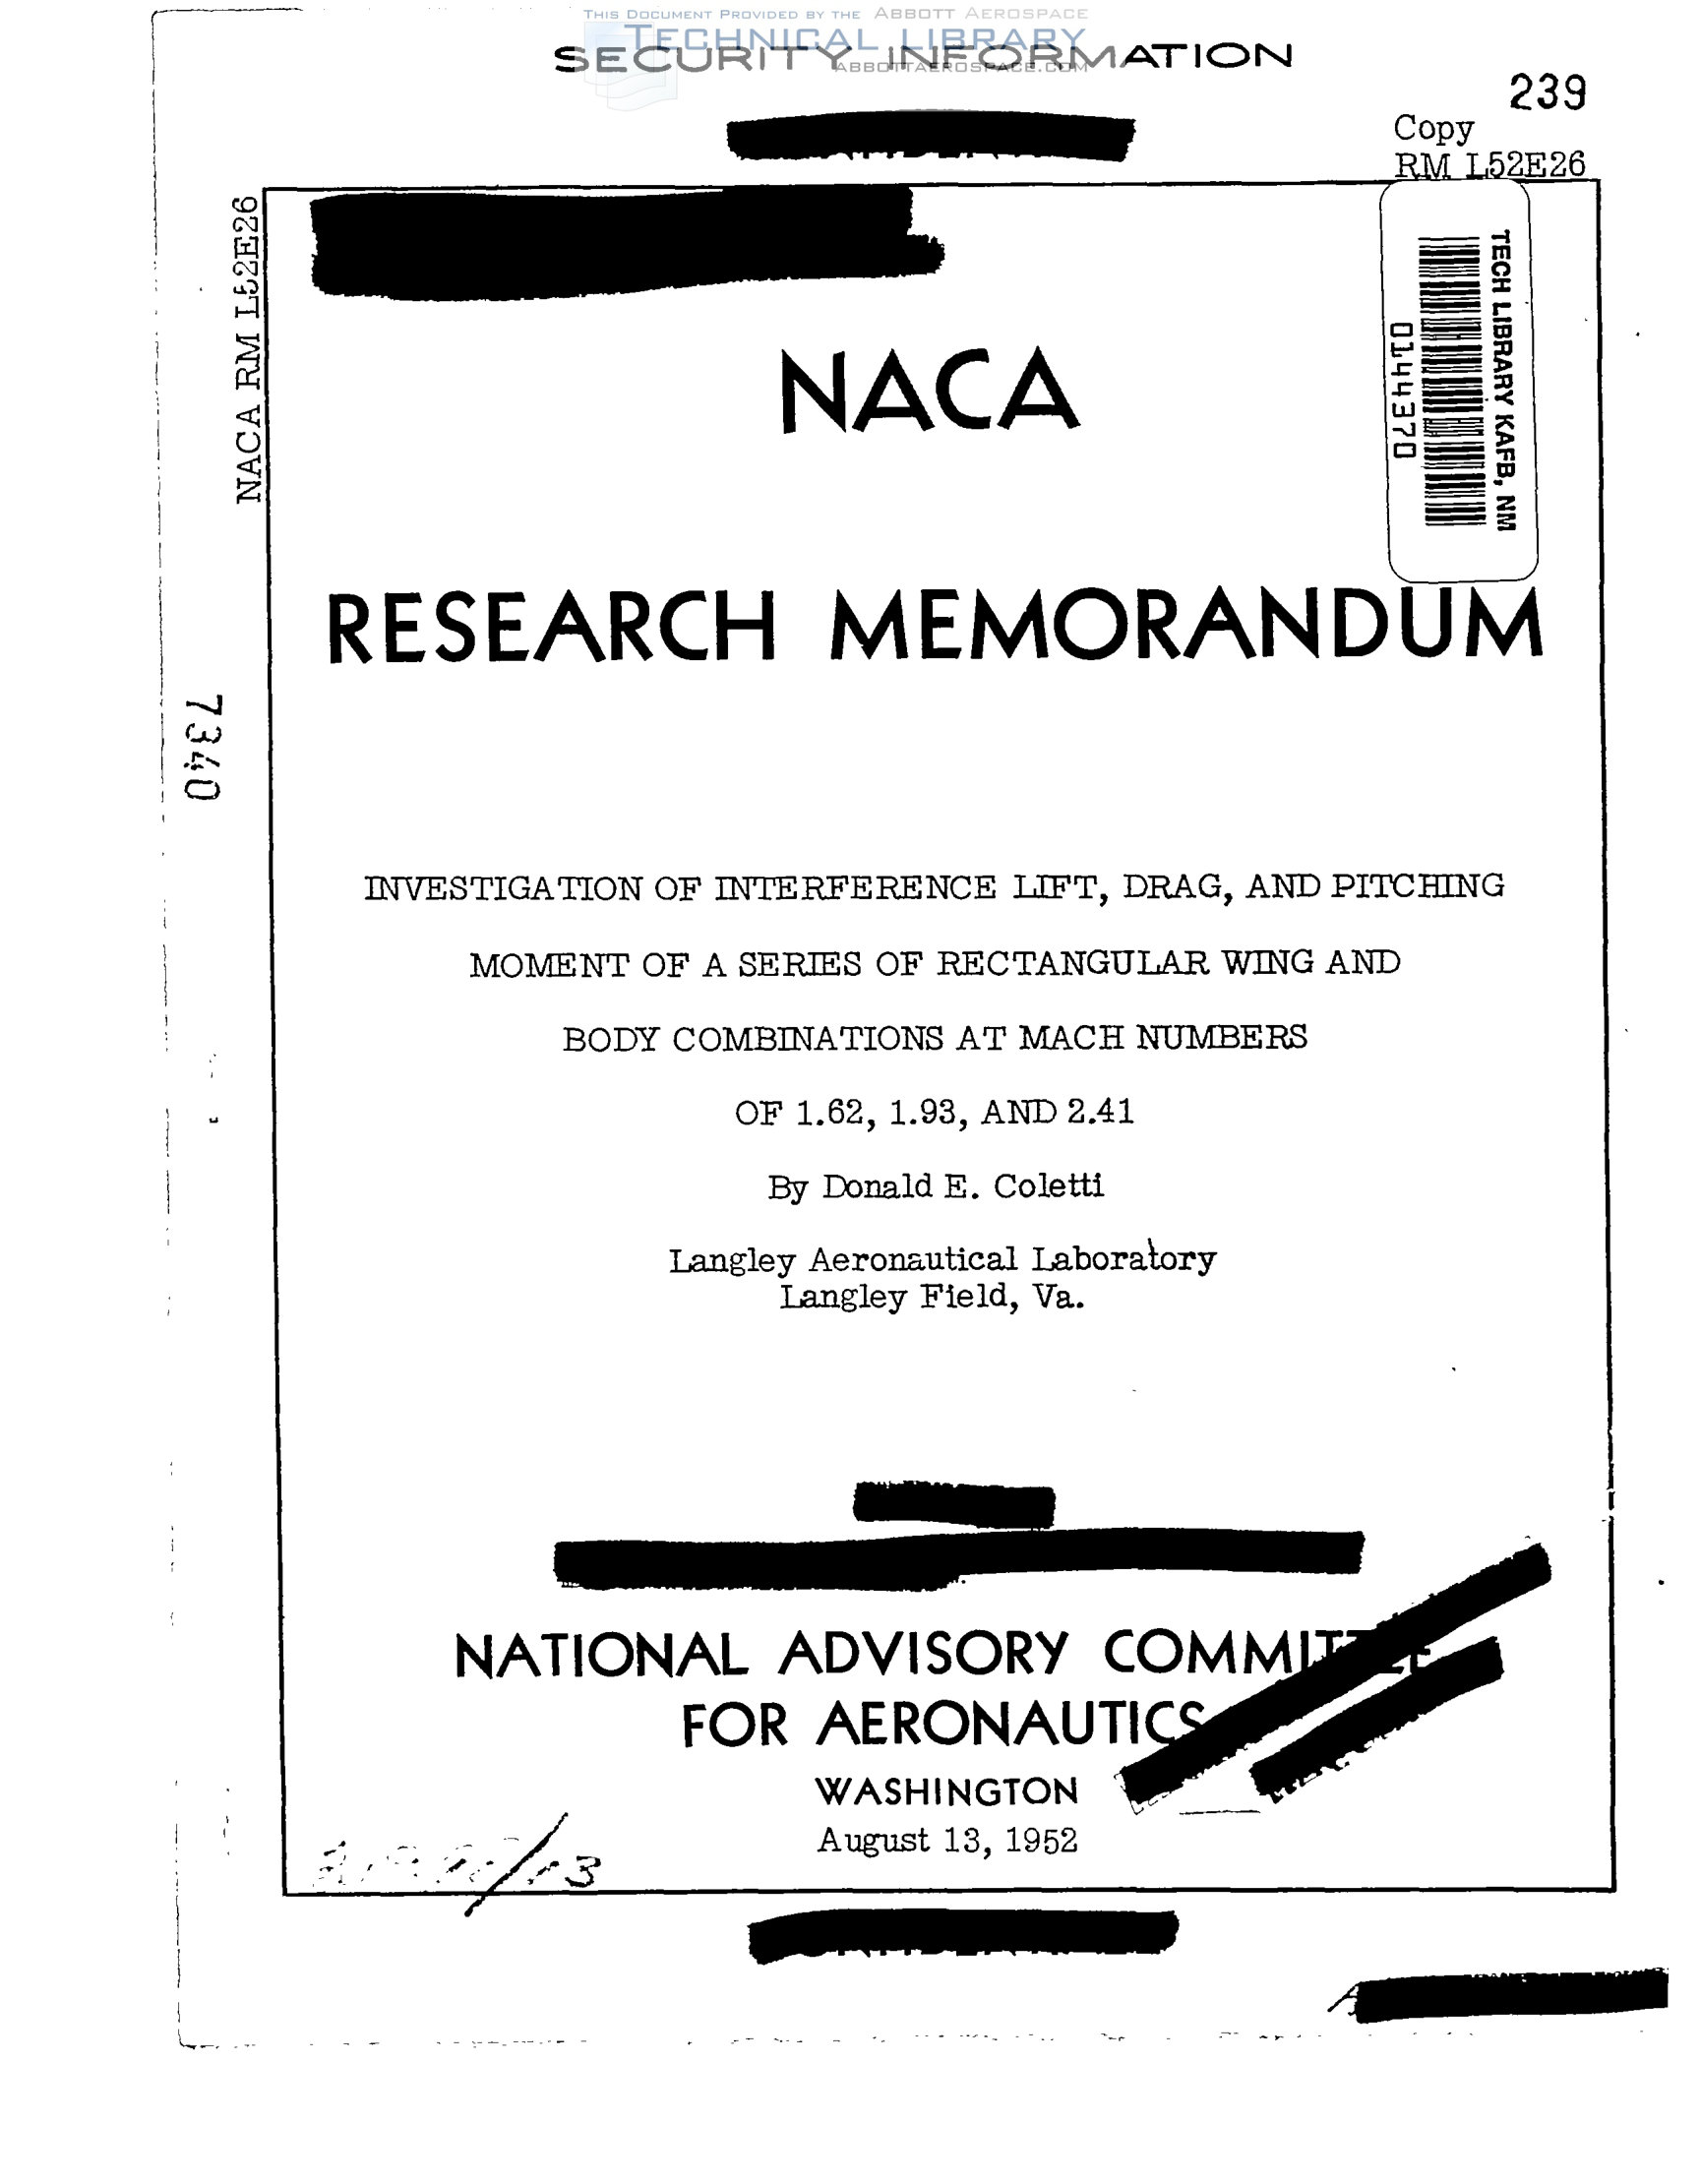 THIS DOCUMENT PROVIDED BY THE ABBOTT AEROSPACE
TECHNICAL LIBRARY
ABBOTTAEROSPACE.COM
SECURITY INFORMATION
239
Copy
RM L52E26
NACA RM L52E26
TECH LIBRARY KAFB, NM
0144370
NACA
RESEARCH MEMORANDUM
7340
INVESTIGATION OF INTERFERENCE LIFT, DRAG, AND PITCHING
MOMENT OF A SERIES OF RECTANGULAR WING AND
BODY COMBINATIONS AT MACH NUMBERS
OF 1.62, 1.93, AND 2.41
By Donald E. Coletti
Langley Aeronautical Laboratory
Langley Field, Va.
NATIONAL ADVISORY COMMITTEE
FOR AERONAUTICS
WASHINGTON
August 13, 1952